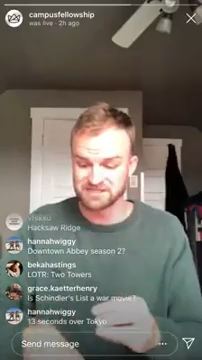 campusfellowship
was live · 2h ago
Hacksaw Ridge
hannahwiggy
Downtown Abbey season 2?
bekahastings
LOTR: Two Towers
grace.kaetterhenry
Is Schindler's List a war movie?
hannahwiggy
13 seconds over Tokyo
Send message